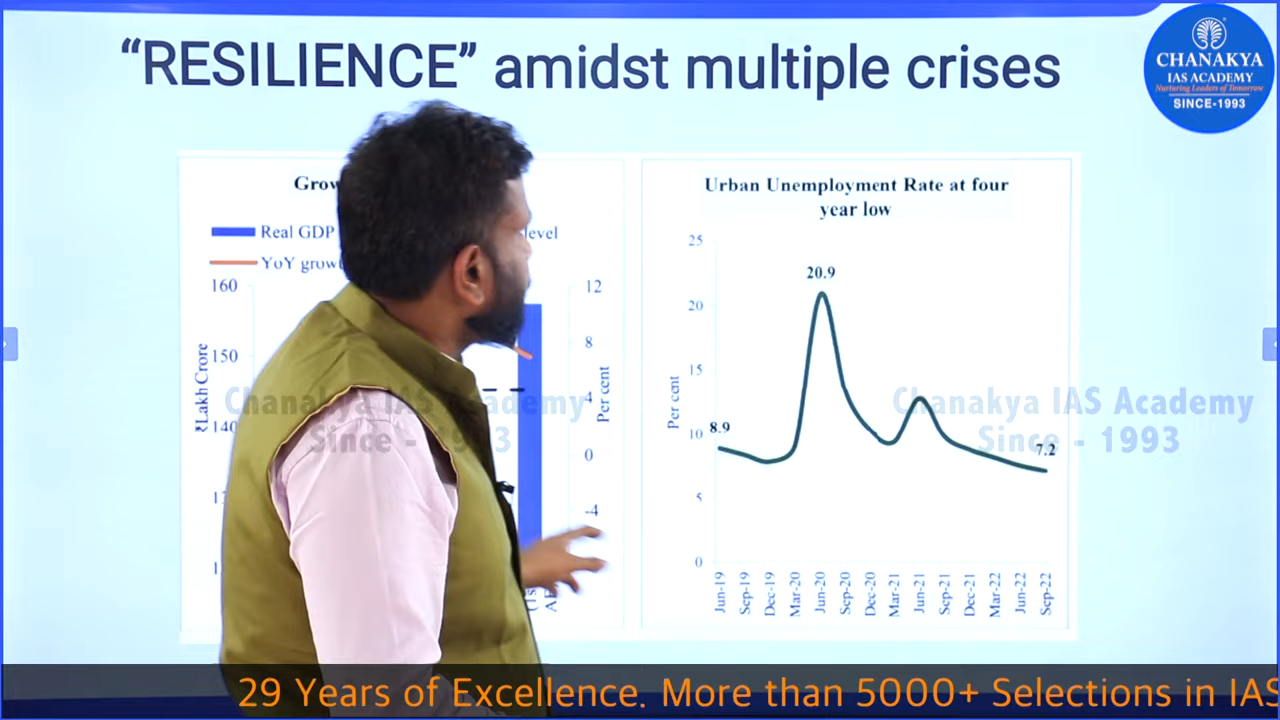 “RESILIENCE” amidst multiple crises
CHANAKYA
IAS ACADEMY
Nurturing Leaders of Tomorrow
SINCE-1993
Real GDP
level
YoY
160
150
₹Lakh Crore
12
8
4
0
-4
Per cent
Urban Unemployment Rate at four
year low
25
20
15
10
5
0
Per cent
8.9
20.9
7.2
Jun-19
Sep-19
Dec-19
Mar-20
Jun-20
Sep-20
Dec-20
Mar-21
Jun-21
Sep-21
Dec-21
Mar-22
Jun-22
Sep-22
Chanakya IAS Academy
Since - 1993
Chanakya IAS Academy
Since - 1993
29 Years of Excellence. More than 5000+ Selections in IAS